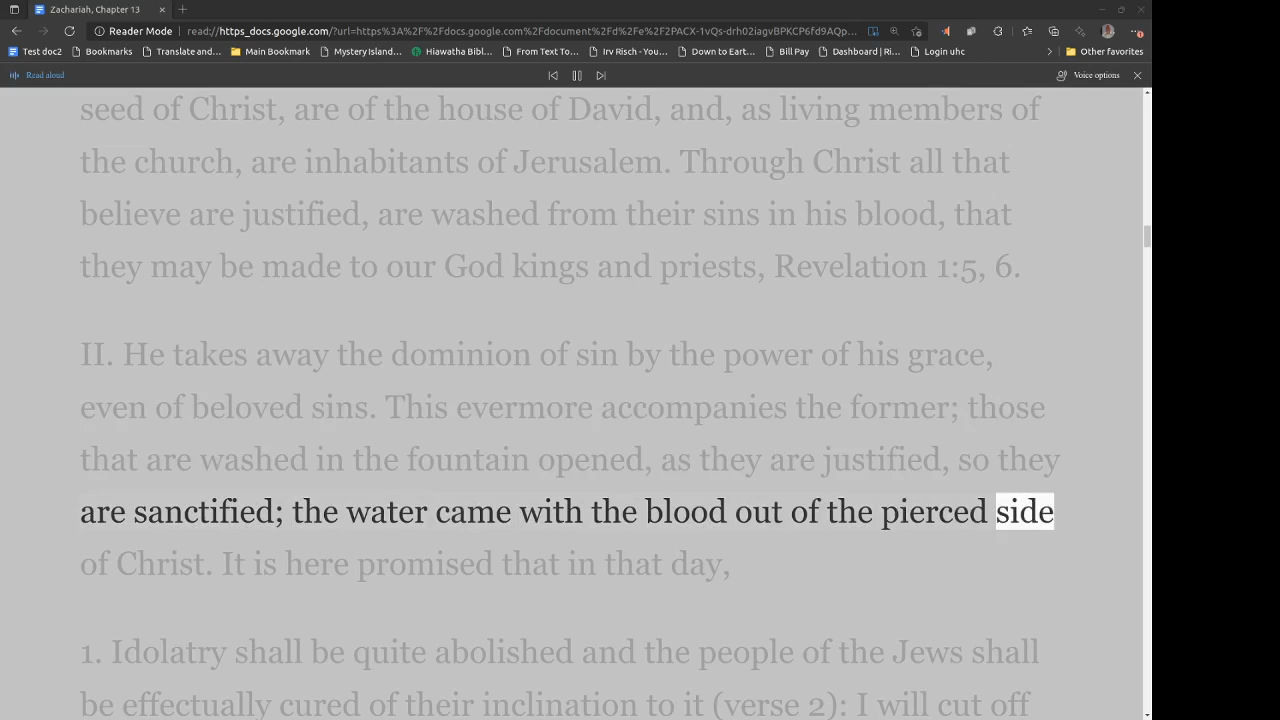 Zachariah, Chapter 13
Reader Mode | read://https_docs.google.com/?url=https%3A%2F%2Fdocs.google.com%2Fdocument%2Fd%2Fe%2F2PACX-1vQs-drh02iagvBPKCP6fd9AQp...
Test doc2 Bookmarks Translate and... Main Bookmark Mystery Island... Hiawatha Bibl... From Text To... Irv Risch - You... Down to Eart... Bill Pay Dashboard | Ri... Login uhc Other favorites
Read aloud Voice options
seed of Christ, are of the house of David, and, as living members of
the church, are inhabitants of Jerusalem. Through Christ all that
believe are justified, are washed from their sins in his blood, that
they may be made to our God kings and priests, Revelation 1:5, 6.
II. He takes away the dominion of sin by the power of his grace,
even of beloved sins. This evermore accompanies the former; those
that are washed in the fountain opened, as they are justified, so they
are sanctified; the water came with the blood out of the pierced side
of Christ. It is here promised that in that day,
1. Idolatry shall be quite abolished and the people of the Jews shall
be effectually cured of their inclination to it (verse 2): I will cut off